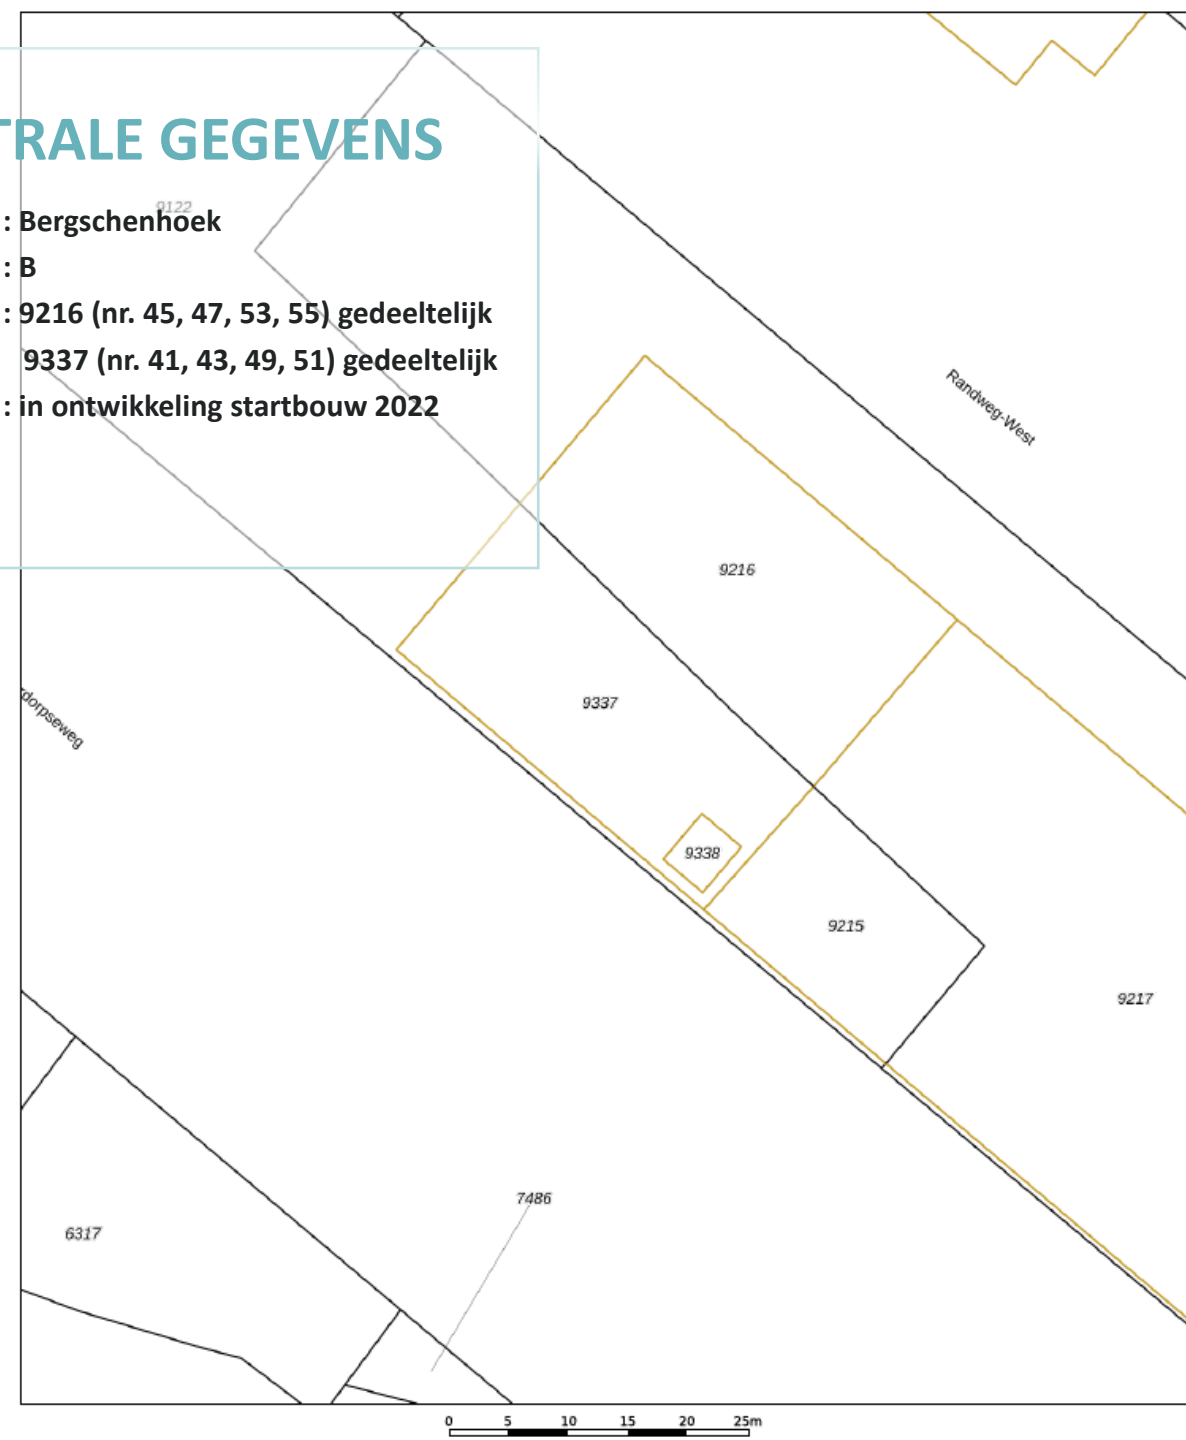 TRALE GEGEVENS
9122
: Bergschenhoek
: B
: 9216 (nr. 45, 47, 53, 55) gedeeltelijk
9337 (nr. 41, 43, 49, 51) gedeeltelijk
: in ontwikkeling startbouw 2022
Randweg-West
9216
9337
dorpseweg
9338
9215
9217
7486
6317
0 5 10 15 20 25m